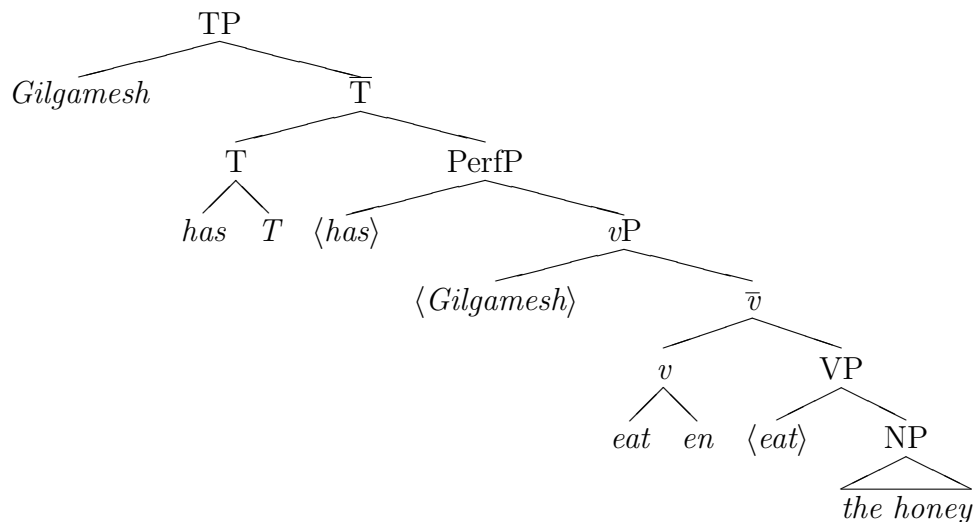 TP
Gilgamesh T̅
T PerfP
has T ⟨has⟩ vP
⟨Gilgamesh⟩ v̅
v VP
eat en ⟨eat⟩ NP
the honey